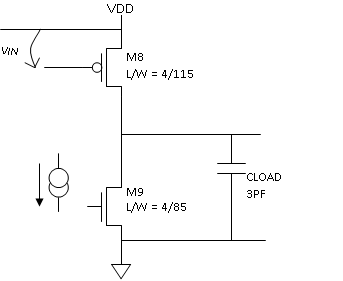 VDD
VIN
M8
L/W = 4/115
CLOAD
3PF
M9
L/W = 4/85